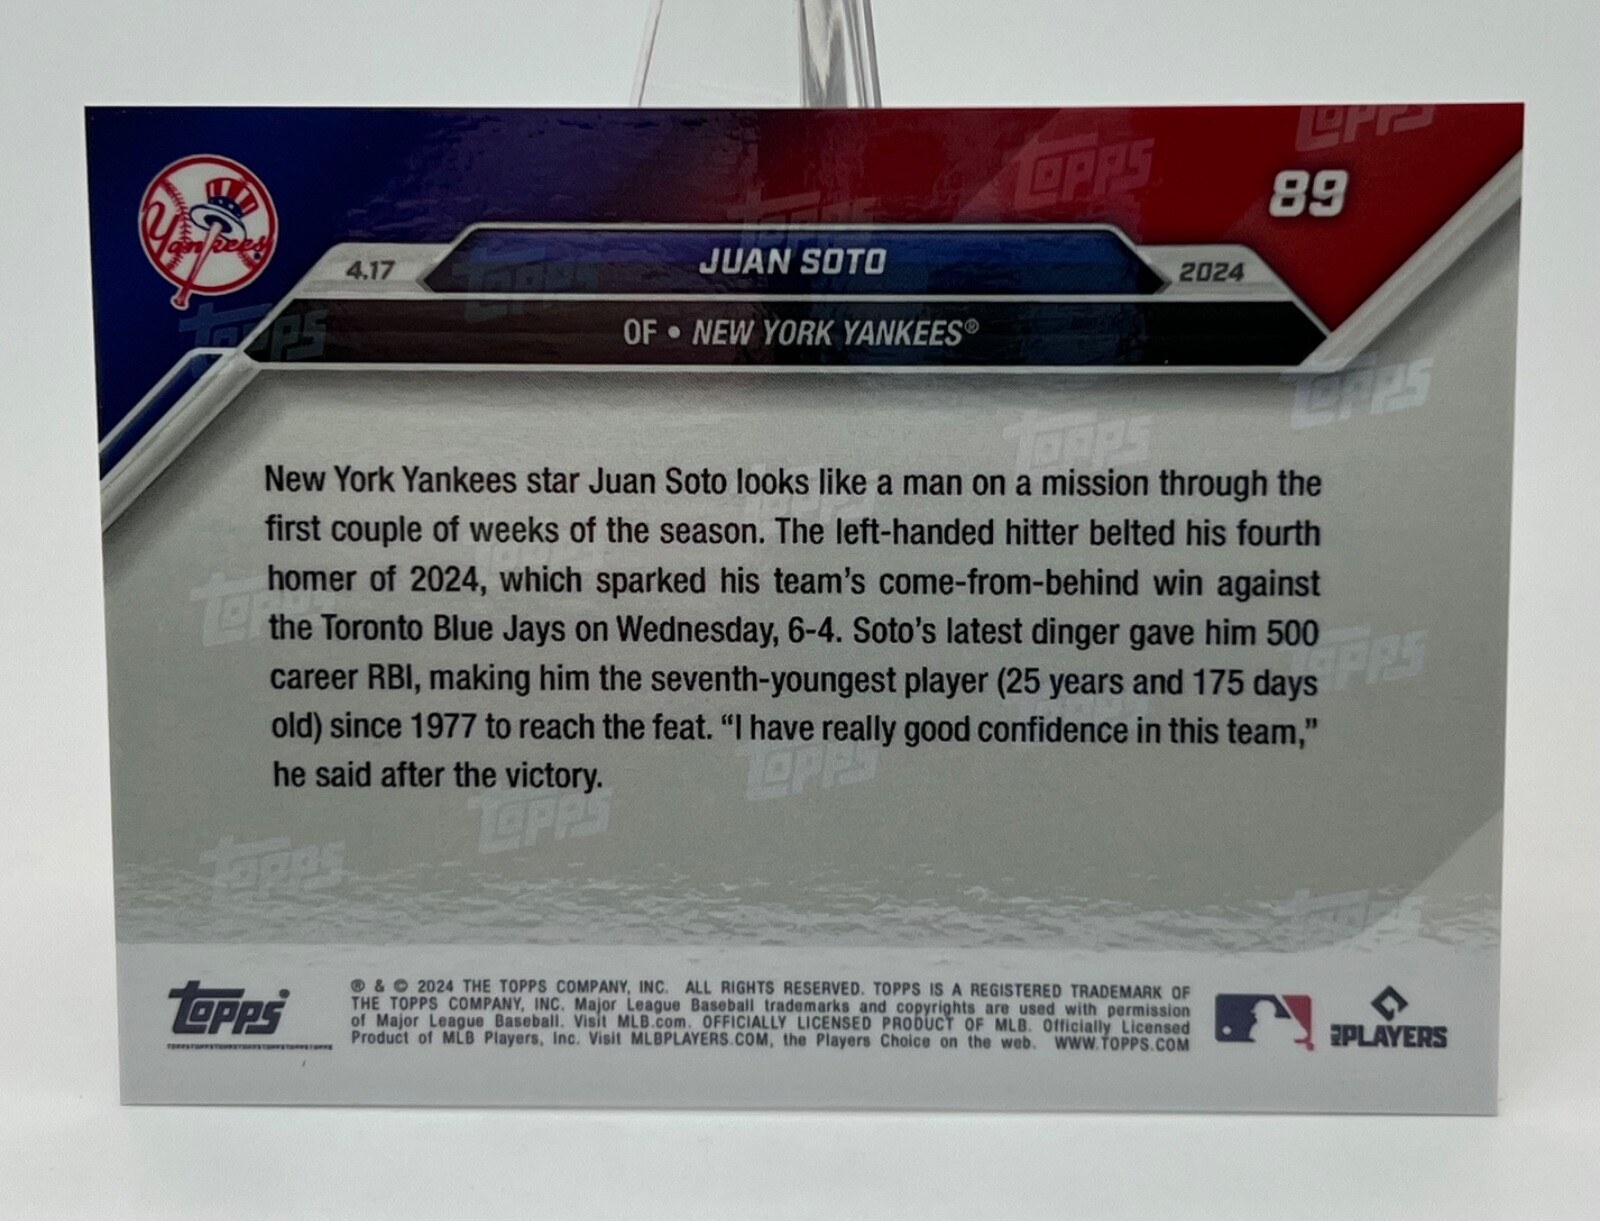 Yankees
89
4.17
JUAN SOTO
2024
OF • NEW YORK YANKEES®
New York Yankees star Juan Soto looks like a man on a mission through the
first couple of weeks of the season. The left-handed hitter belted his fourth
homer of 2024, which sparked his team's come-from-behind win against
the Toronto Blue Jays on Wednesday, 6-4. Soto's latest dinger gave him 500
career RBI, making him the seventh-youngest player (25 years and 175 days
old) since 1977 to reach the feat. “I have really good confidence in this team,”
he said after the victory.
TOPPS®
® & © 2024 THE TOPPS COMPANY, INC. ALL RIGHTS RESERVED. TOPPS IS A REGISTERED TRADEMARK OF
THE TOPPS COMPANY, INC. Major League Baseball trademarks and copyrights are used with permission
of Major League Baseball. Visit MLB.com. OFFICIALLY LICENSED PRODUCT OF MLB. Officially Licensed
Product of MLB Players, Inc. Visit MLBPLAYERS.COM, the Players Choice on the web. WWW.TOPPS.COM
PLAYERS